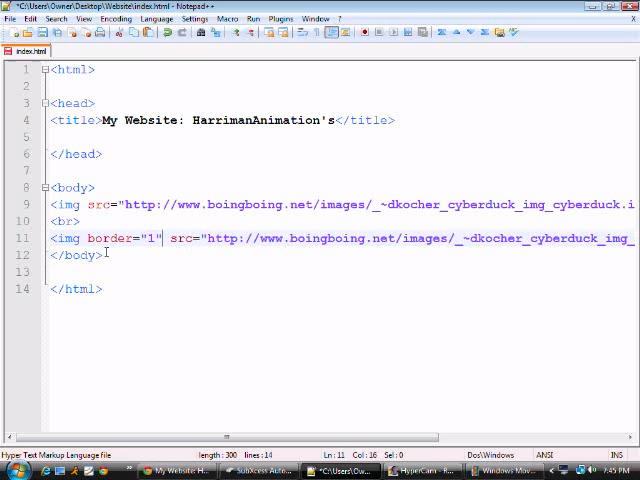 *C:\Users\Owner\Desktop\Website\index.html - Notepad++
File Edit Search View Encoding Language Settings Macro Run Plugins Window ?
index.html
1 <html>
2
3 <head>
4 <title>My Website: HarrimanAnimation's</title>
5
6 </head>
7
8 <body>
9 <img src="http://www.boingboing.net/images/_~dkocher_cyberduck_img_cyberduck.i
10 <br>
11 <img border="1" src="http://www.boingboing.net/images/_~dkocher_cyberduck_img_
12 </body>
13
14 </html>
Hyper Text Markup Language file length : 300 lines : 14 Ln : 11 Col : 16 Sel : 0 Dos\Windows ANSI INS
My Website: H... SubXcess Auto... *C:\Users\Ow... HyperCam - R... Windows Mov... 7:45 PM